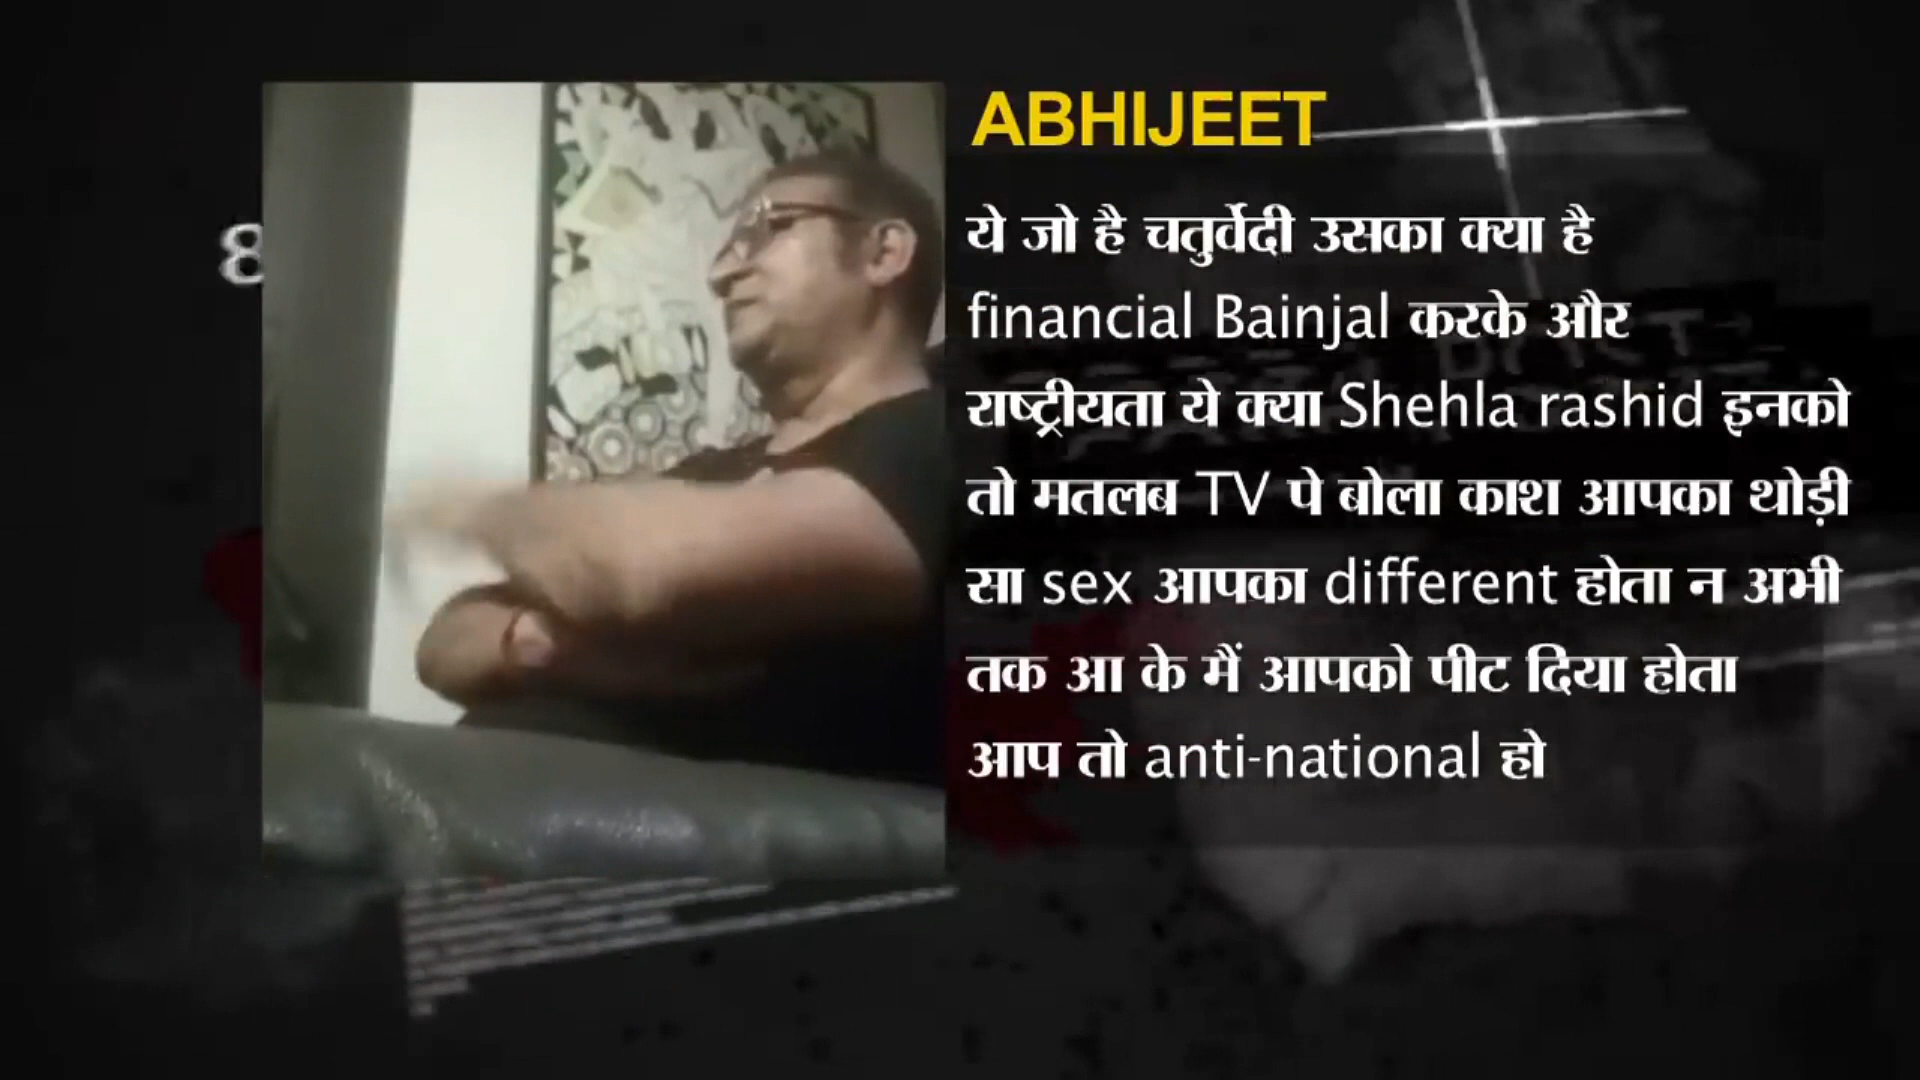 ABHIJEET
8
ये जो है चतुर्वेदी उसका क्या है
financial Bainjal करके और
राष्ट्रीयता ये क्या Shehla rashid इनको
तो मतलब TV पे बोला काश आपका थोड़ी
सा sex आपका different होता न अभी
तक आ के मैं आपको पीट दिया होता
आप तो anti-national हो